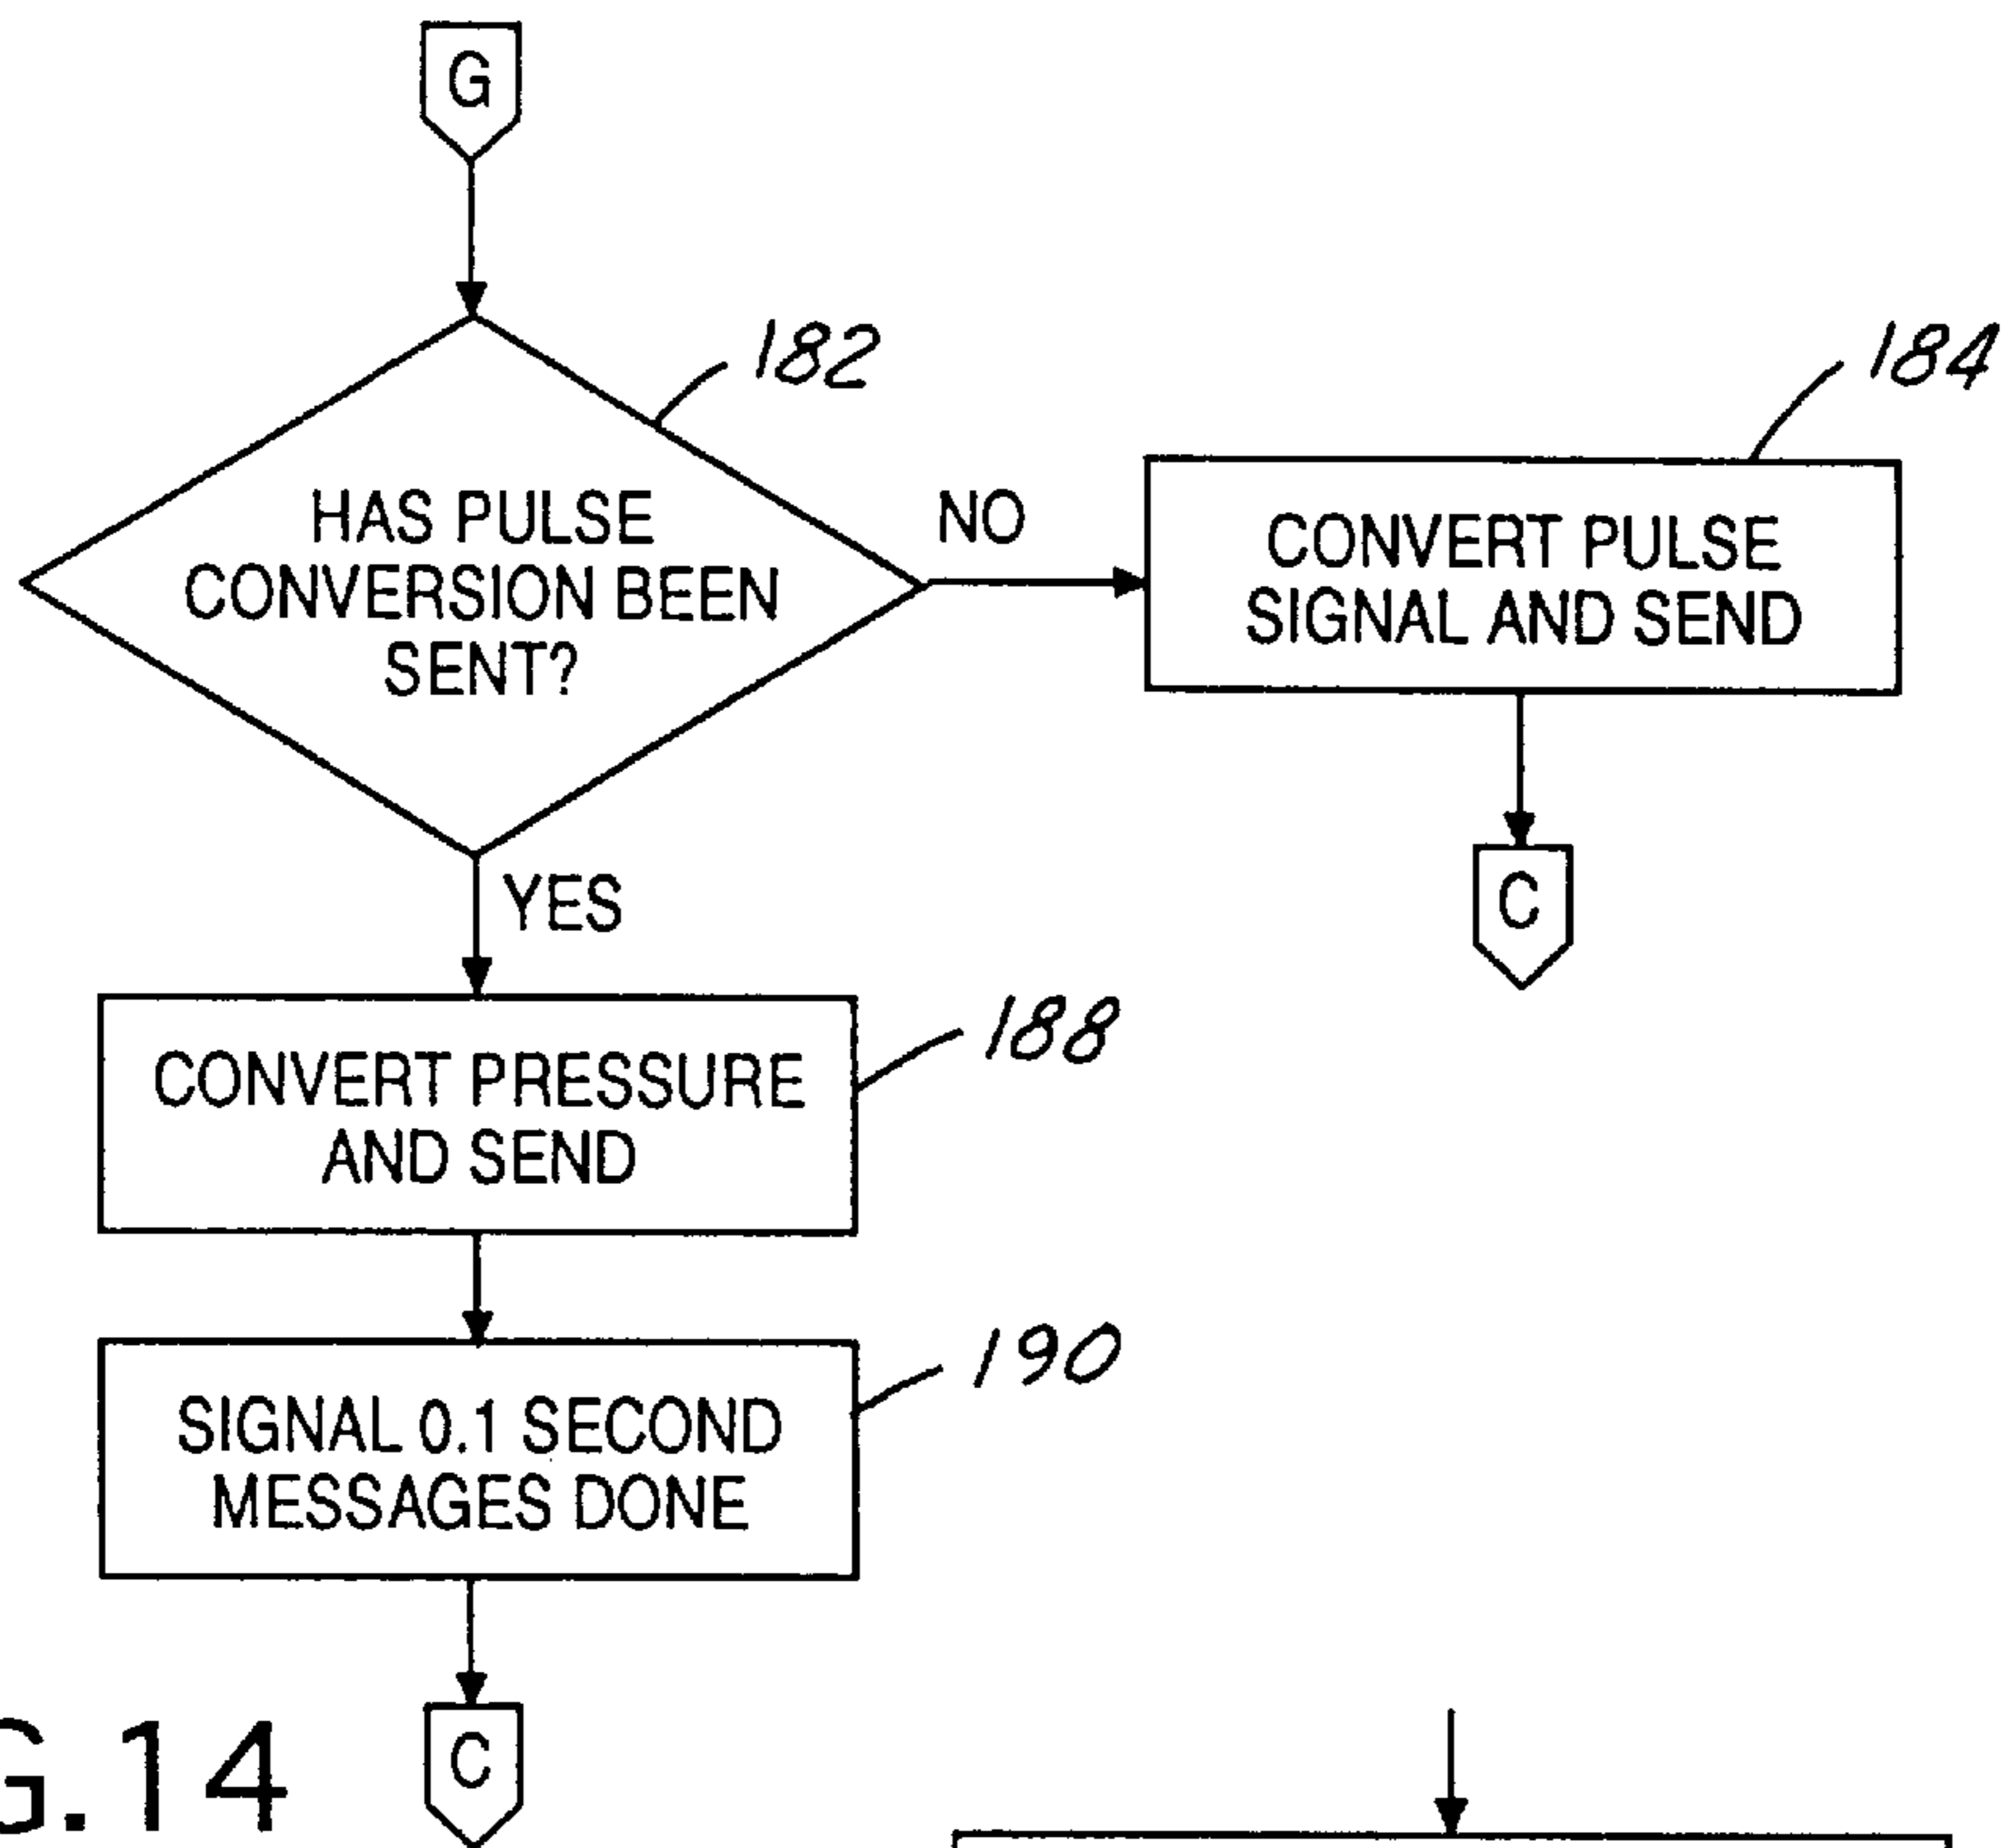 G
182
HAS PULSE
CONVERSION BEEN
SENT?
NO
184
CONVERT PULSE
SIGNAL AND SEND
C
YES
188
CONVERT PRESSURE
AND SEND
190
SIGNAL 0.1 SECOND
MESSAGES DONE
C
G.14